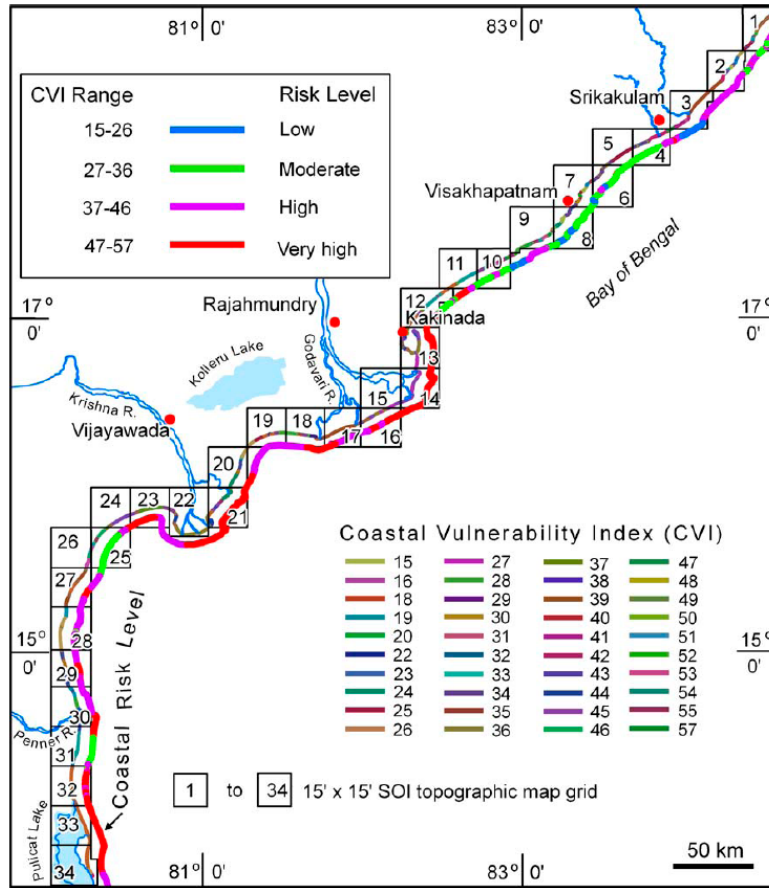 81° 0'
83° 0'
1
2
3
Srikakulam
CVI Range Risk Level
15-26 Low
27-36 Moderate
37-46 High
47-57 Very high
4
5
6
Visakhapatnam
7
8
9
10
11
Bay of Bengal
17° 0'
17° 0'
12
Rajahmundry
Kakinada
13
Kolleru Lake
Godavari R.
14
15
16
17
Krishna R.
Vijayawada
18
19
20
21
22
23
24
25
26
27
28
29
30
31
32
33
34
Coastal Vulnerability Index (CVI)
15 27 37 47
16 28 38 48
18 29 39 49
19 30 40 50
20 31 41 51
22 32 42 52
23 33 43 53
24 34 44 54
25 35 45 55
26 36 46 57
15° 0'
15° 0'
Coastal Risk Level
Penner R.
Pulicat Lake
1 to 34 15' x 15' SOI topographic map grid
50 km
81° 0'
83° 0'